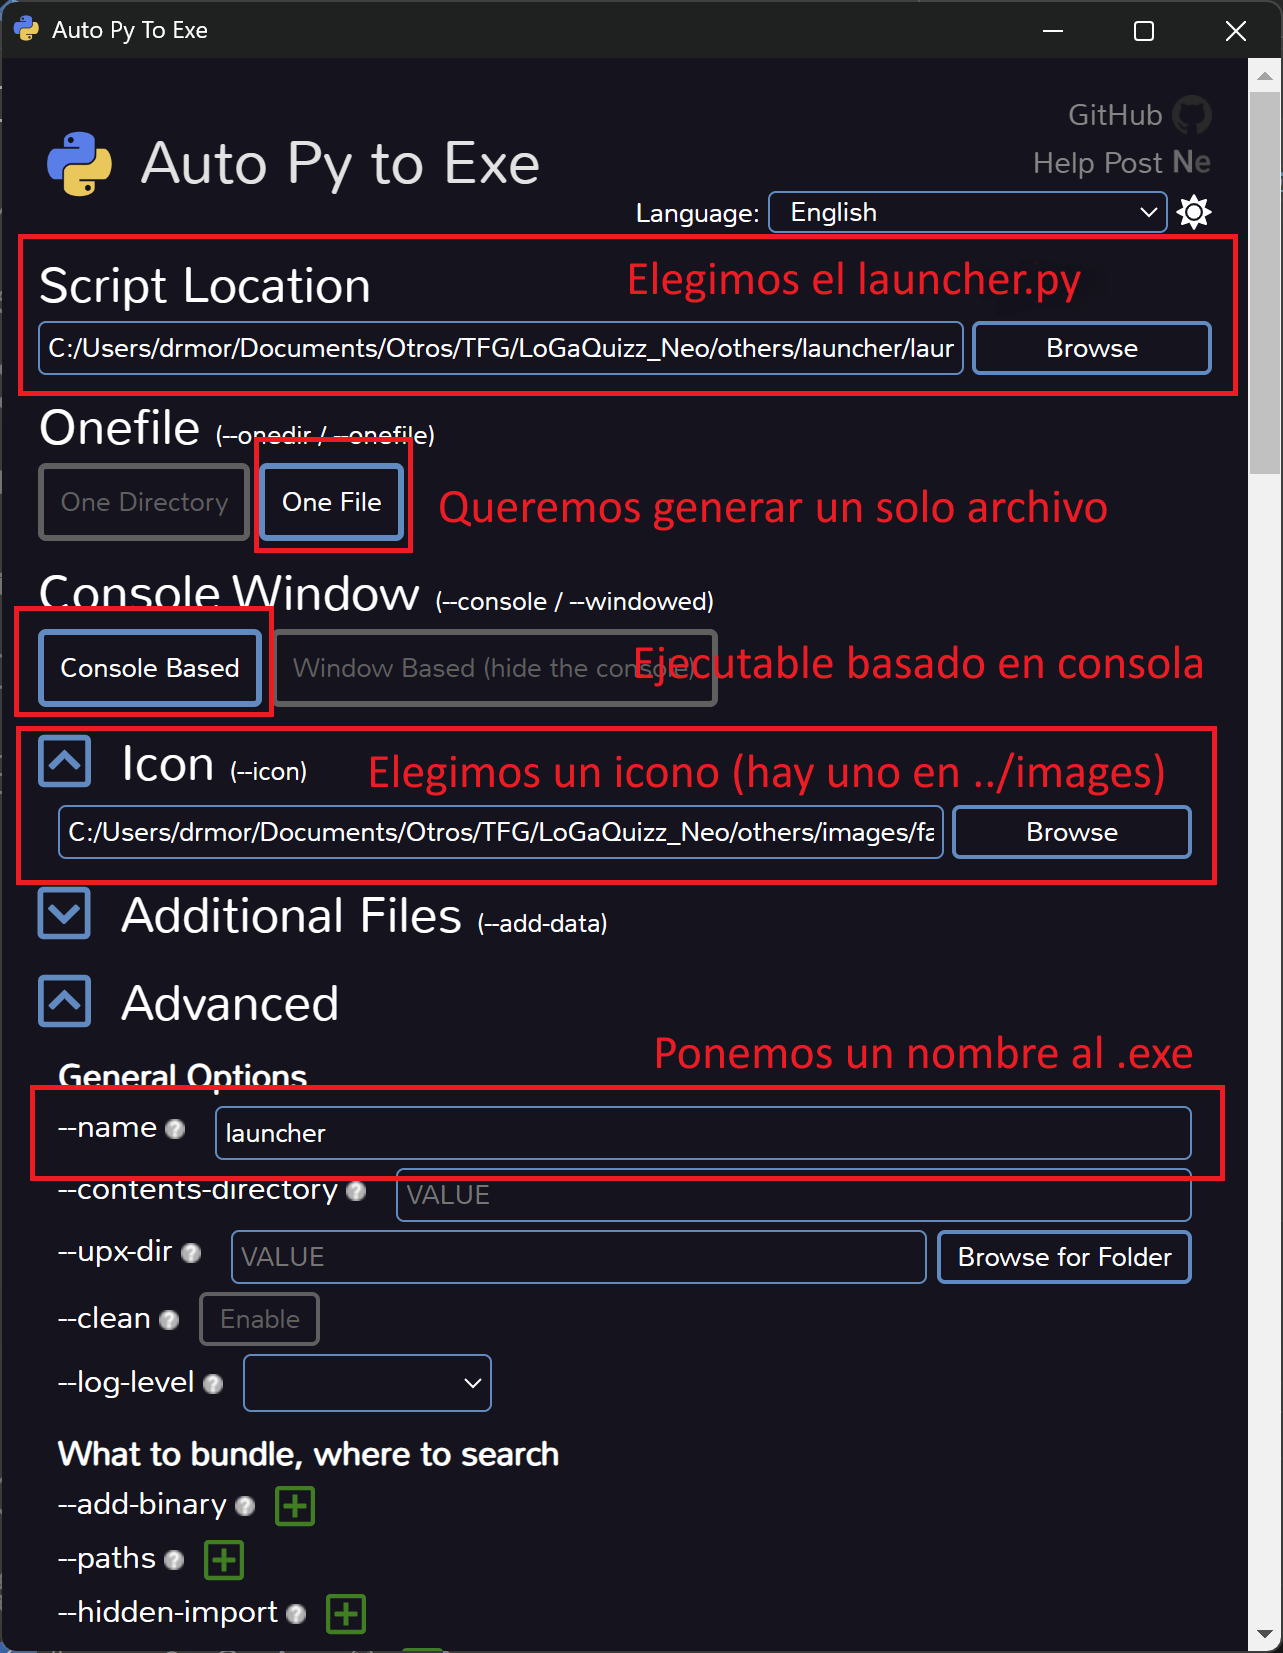 Auto Py To Exe
GitHub
Auto Py to Exe
Help Post Ne
Language: English
Script Location
Elegimos el launcher.py
C:/Users/drmor/Documents/Otros/TFG/LoGaQuizz_Neo/others/launcher/laur
Browse
Onefile (--onedir / --onefile)
One Directory
One File
Queremos generar un solo archivo
Console Window (--console / --windowed)
Console Based
Window Based (hide the console)
Ejecutable basado en consola
Icon (--icon)
Elegimos un icono (hay uno en ../images)
C:/Users/drmor/Documents/Otros/TFG/LoGaQuizz_Neo/others/images/fa
Browse
Additional Files (--add-data)
Advanced
Ponemos un nombre al .exe
General Options
--name
launcher
--contents-directory
VALUE
--upx-dir
VALUE
Browse for Folder
--clean
Enable
--log-level
What to bundle, where to search
--add-binary
--paths
--hidden-import